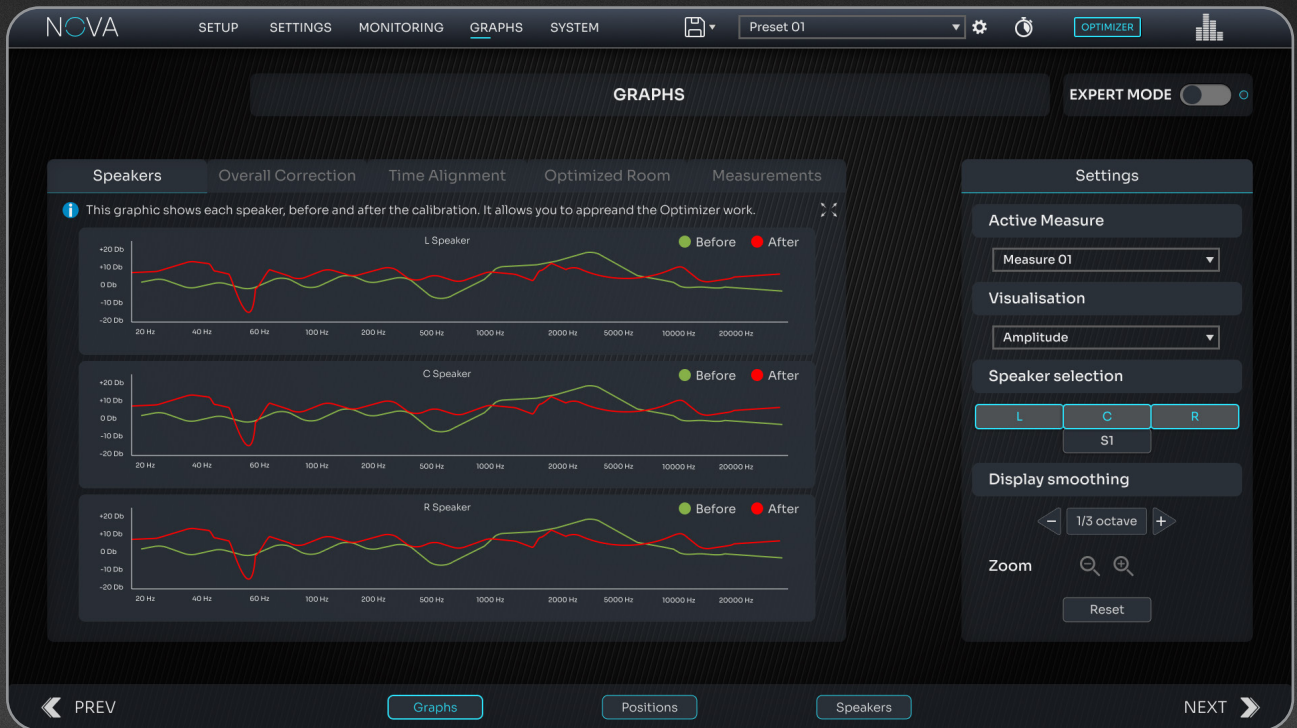 NOVA SETUP SETTINGS MONITORING GRAPHS SYSTEM Preset 01 OPTIMIZER
GRAPHS
EXPERT MODE
Speakers Overall Correction Time Alignment Optimized Room Measurements
This graphic shows each speaker, before and after the calibration. It allows you to appreand the Optimizer work.
L Speaker
Before After
+20 Db
+10 Db
0 Db
-10 Db
-20 Db
20 Hz 40 Hz 60 Hz 100 Hz 200 Hz 500 Hz 1000 Hz 2000 Hz 5000 Hz 10000 Hz 20000 Hz
C Speaker
Before After
+20 Db
+10 Db
0 Db
-10 Db
-20 Db
20 Hz 40 Hz 60 Hz 100 Hz 200 Hz 500 Hz 1000 Hz 2000 Hz 5000 Hz 10000 Hz 20000 Hz
R Speaker
Before After
+20 Db
+10 Db
0 Db
-10 Db
-20 Db
20 Hz 40 Hz 60 Hz 100 Hz 200 Hz 500 Hz 1000 Hz 2000 Hz 5000 Hz 10000 Hz 20000 Hz
Settings
Active Measure
Measure 01
Visualisation
Amplitude
Speaker selection
L C R
S1
Display smoothing
− 1/3 octave +
Zoom
Reset
PREV Graphs Positions Speakers NEXT